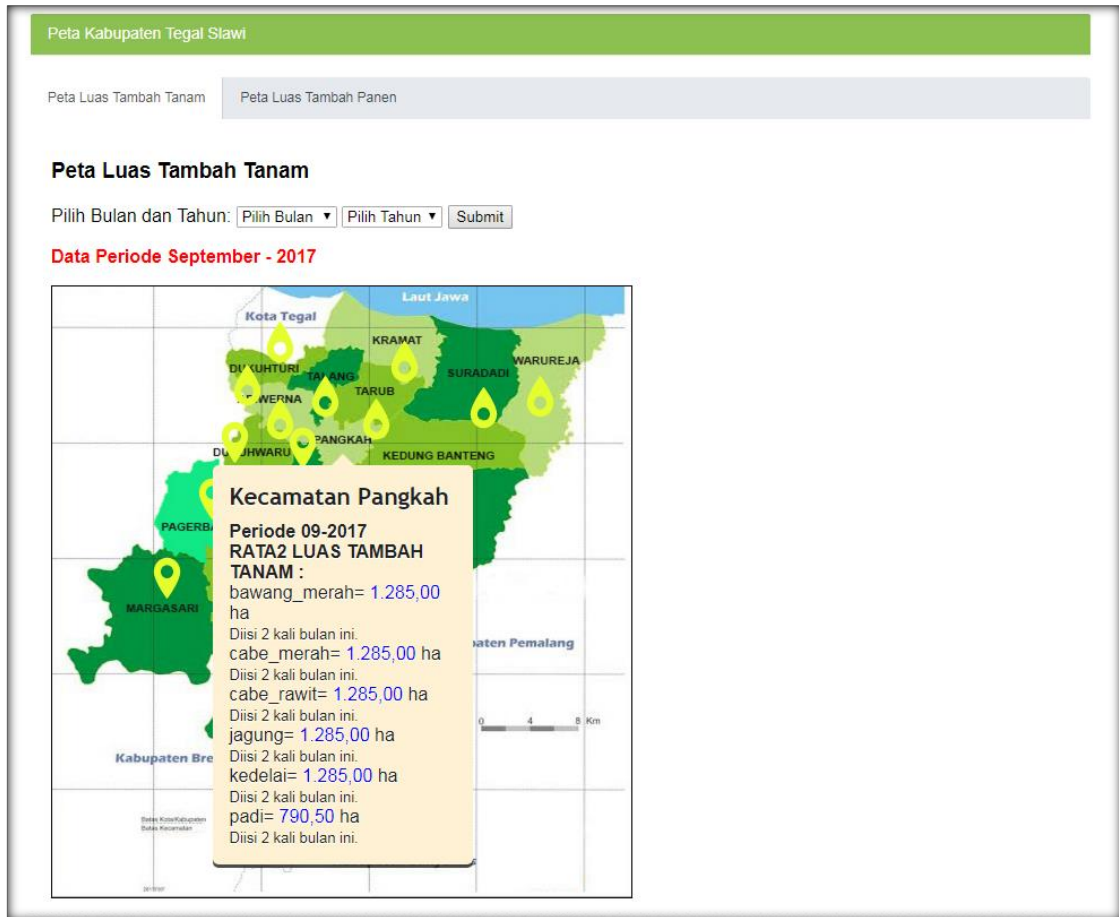 Peta Kabupaten Tegal Slawi
Peta Luas Tambah Tanam
Peta Luas Tambah Panen
Peta Luas Tambah Tanam
Pilih Bulan dan Tahun: Pilih Bulan Pilih Tahun Submit
Data Periode September - 2017
Laut Jawa
Kota Tegal
KRAMAT
WARUREJA
SURADADI
TARUB
PANGKAH
KEDUNG BANTENG
MARGASARI
Kecamatan Pangkah
Periode 09-2017
RATA2 LUAS TAMBAH
TANAM :
bawang_merah= 1.285,00
ha
Diisi 2 kali bulan ini.
cabe_merah= 1.285,00 ha
Diisi 2 kali bulan ini.
cabe_rawit= 1.285,00 ha
Diisi 2 kali bulan ini.
jagung= 1.285,00 ha
Diisi 2 kali bulan ini.
kedelai= 1.285,00 ha
Diisi 2 kali bulan ini.
padi= 790,50 ha
Diisi 2 kali bulan ini.
Pemalang
0 4 8 Km
Kabupaten
Batas Kota/Kabupaten
Batas Kecamatan